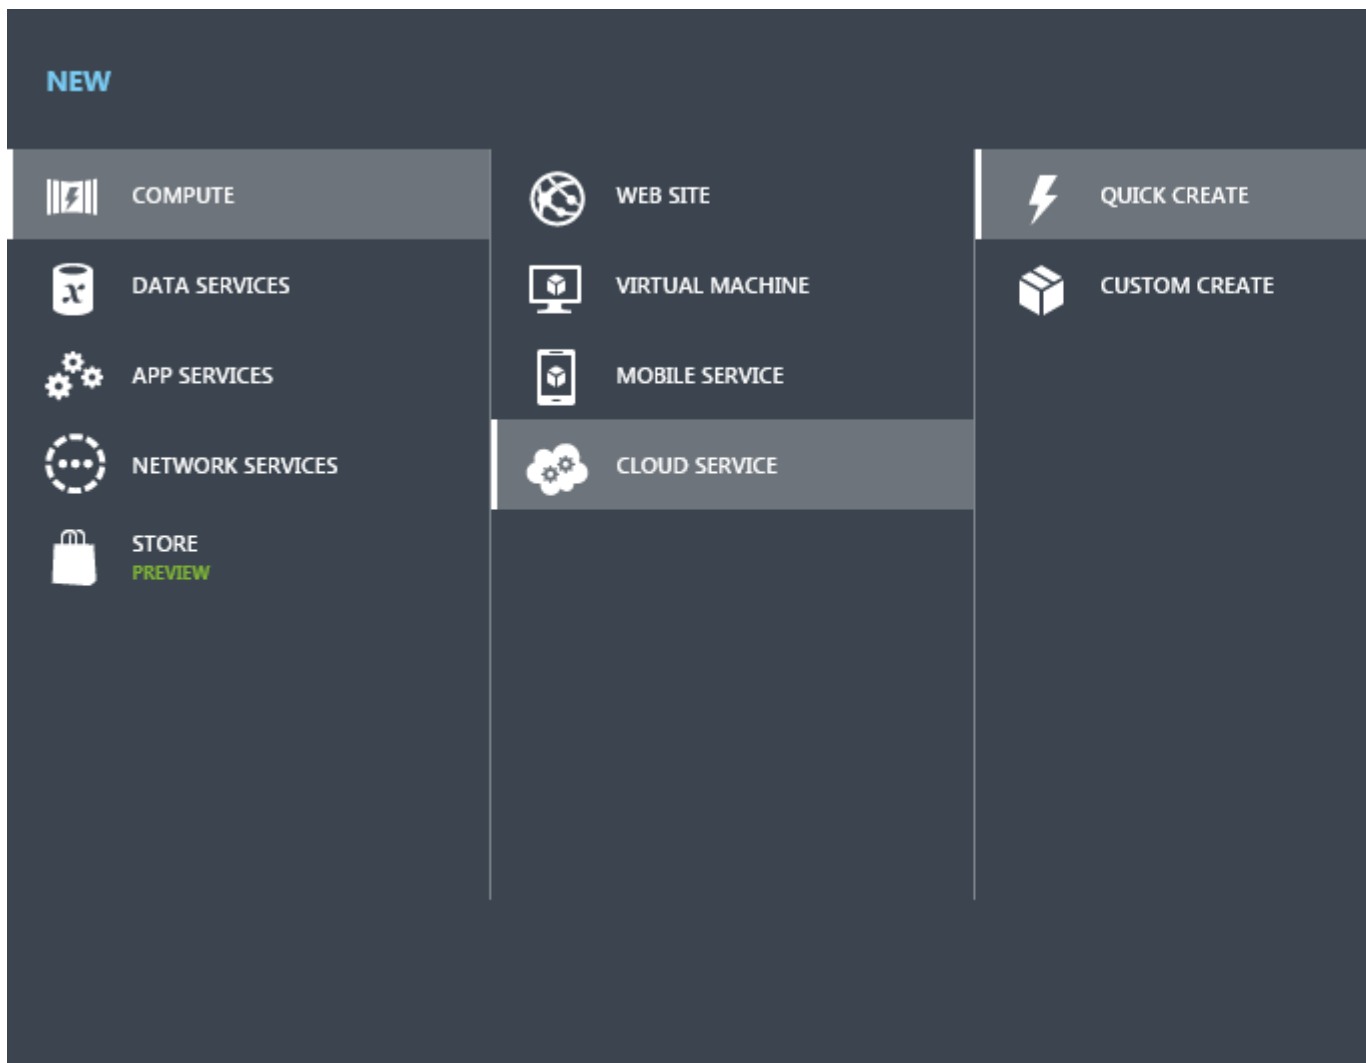 NEW
COMPUTE
DATA SERVICES
APP SERVICES
NETWORK SERVICES
STORE
PREVIEW
WEB SITE
VIRTUAL MACHINE
MOBILE SERVICE
CLOUD SERVICE
QUICK CREATE
CUSTOM CREATE